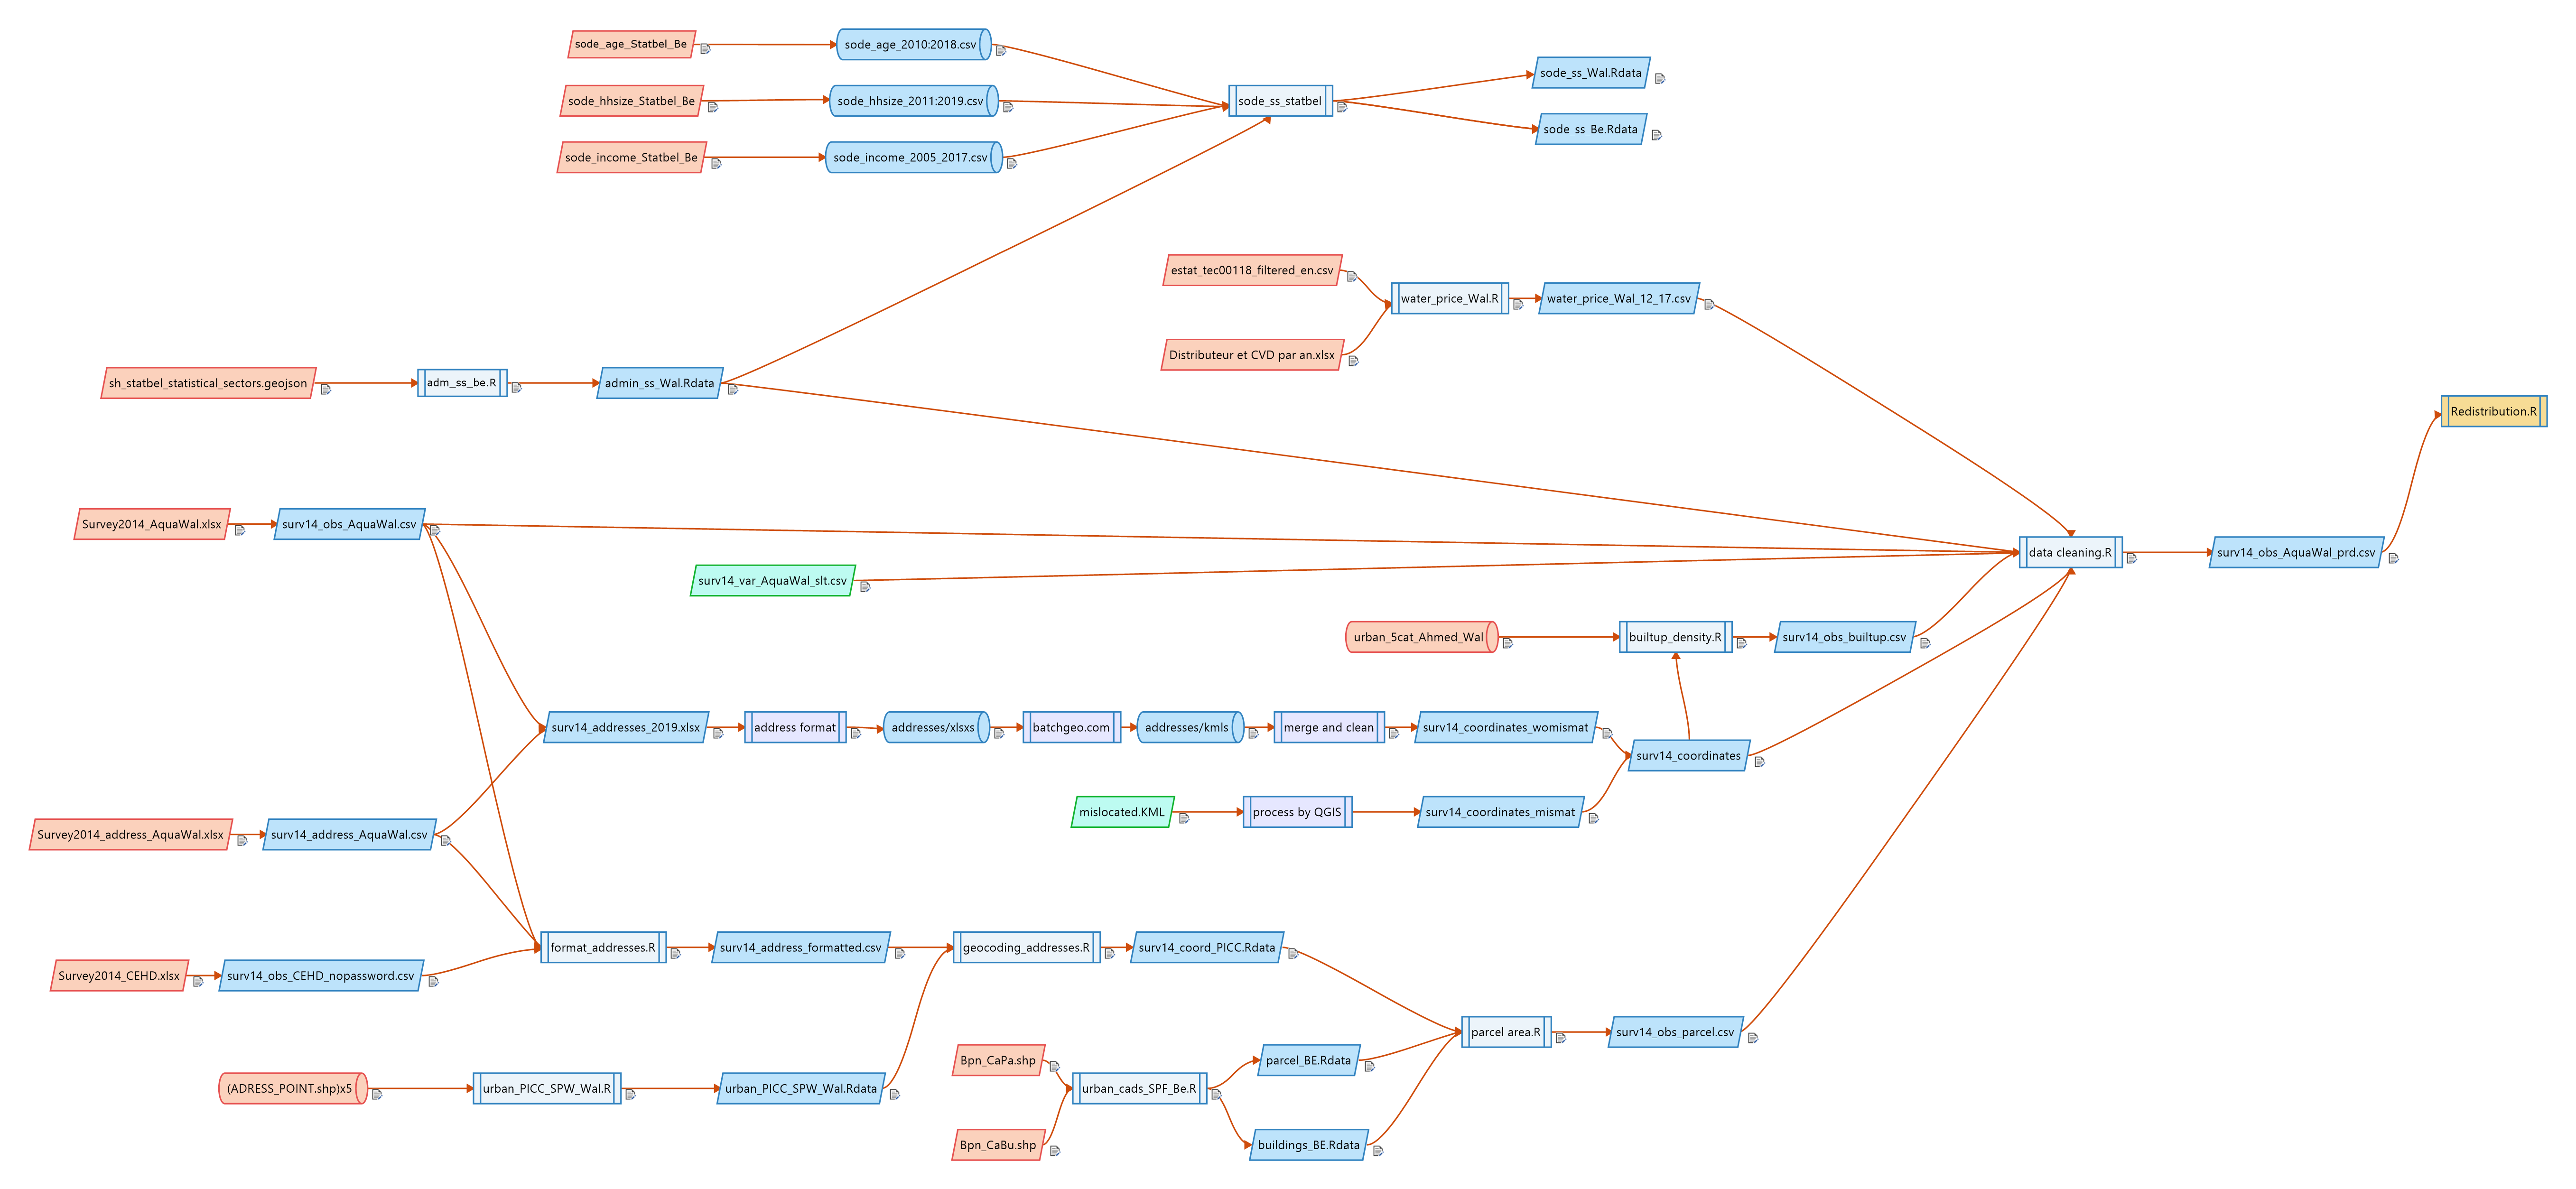 sode_age_Statbel_Be
sode_age_2010:2018.csv
sode_ss_Wal.Rdata
sode_hhsize_Statbel_Be
sode_hhsize_2011:2019.csv
sode_ss_statbel
sode_ss_Be.Rdata
sode_income_Statbel_Be
sode_income_2005_2017.csv
estat_tec00118_filtered_en.csv
water_price_Wal.R
water_price_Wal_12_17.csv
Distributeur et CVD par an.xlsx
sh_statbel_statistical_sectors.geojson
adm_ss_be.R
admin_ss_Wal.Rdata
Redistribution.R
Survey2014_AquaWal.xlsx
surv14_obs_AquaWal.csv
data cleaning.R
surv14_obs_AquaWal_prd.csv
surv14_var_AquaWal_slt.csv
urban_5cat_Ahmed_Wal
builtup_density.R
surv14_obs_builtup.csv
surv14_addresses_2019.xlsx
address format
addresses/xlsxs
batchgeo.com
addresses/kmls
merge and clean
surv14_coordinates_womismat
surv14_coordinates
mislocated.KML
process by QGIS
surv14_coordinates_mismat
Survey2014_address_AquaWal.xlsx
surv14_address_AquaWal.csv
format_addresses.R
surv14_address_formatted.csv
geocoding_addresses.R
surv14_coord_PICC.Rdata
Survey2014_CEHD.xlsx
surv14_obs_CEHD_nopassword.csv
parcel area.R
surv14_obs_parcel.csv
Bpn_CaPa.shp
parcel_BE.Rdata
(ADRESS_POINT.shp)x5
urban_PICC_SPW_Wal.R
urban_PICC_SPW_Wal.Rdata
urban_cads_SPF_Be.R
Bpn_CaBu.shp
buildings_BE.Rdata